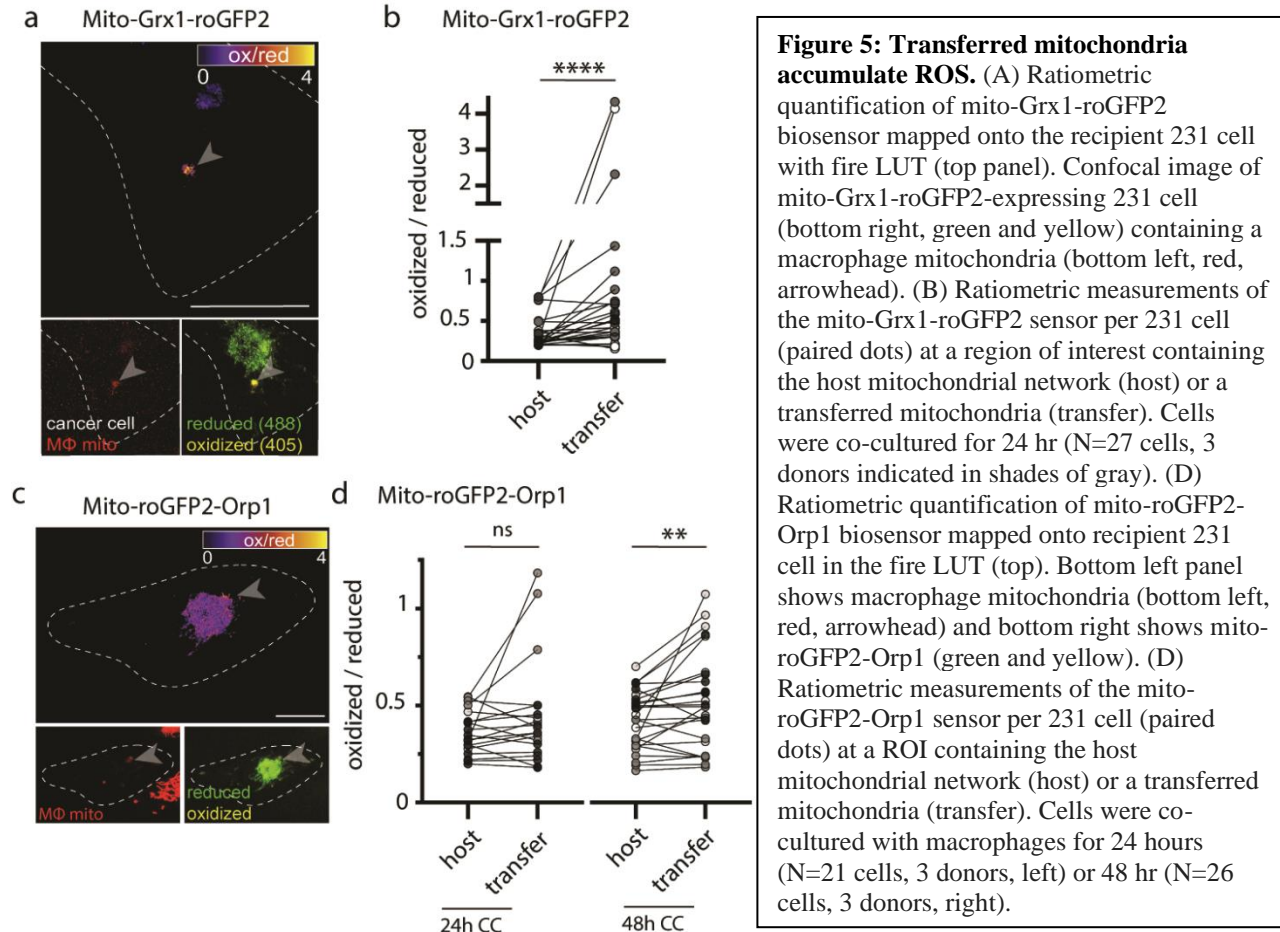 a
Mito-Grx1-roGFP2
ox/red
0
4
cancer cell
MΦ mito
reduced (488)
oxidized (405)
b
Mito-Grx1-roGFP2
****
oxidized / reduced
4
3
2
1.5
1
0.5
0
host
transfer
c
Mito-roGFP2-Orp1
ox/red
0
4
MΦ mito
reduced
oxidized
d
Mito-roGFP2-Orp1
ns
**
oxidized / reduced
1
0.5
0
host
transfer
host
transfer
24h CC
48h CC
Figure 5: Transferred mitochondria
accumulate ROS. (A) Ratiometric
quantification of mito-Grx1-roGFP2
biosensor mapped onto the recipient 231 cell
with fire LUT (top panel). Confocal image of
mito-Grx1-roGFP2-expressing 231 cell
(bottom right, green and yellow) containing a
macrophage mitochondria (bottom left, red,
arrowhead). (B) Ratiometric measurements of
the mito-Grx1-roGFP2 sensor per 231 cell
(paired dots) at a region of interest containing
the host mitochondrial network (host) or a
transferred mitochondria (transfer). Cells
were co-cultured for 24 hr (N=27 cells, 3
donors indicated in shades of gray). (D)
Ratiometric quantification of mito-roGFP2-
Orp1 biosensor mapped onto recipient 231
cell in the fire LUT (top). Bottom left panel
shows macrophage mitochondria (bottom left,
red, arrowhead) and bottom right shows mito-
roGFP2-Orp1 (green and yellow). (D)
Ratiometric measurements of the mito-
roGFP2-Orp1 sensor per 231 cell (paired
dots) at a ROI containing the host
mitochondrial network (host) or a transferred
mitochondria (transfer). Cells were co-
cultured with macrophages for 24 hours
(N=21 cells, 3 donors, left) or 48 hr (N=26
cells, 3 donors, right).